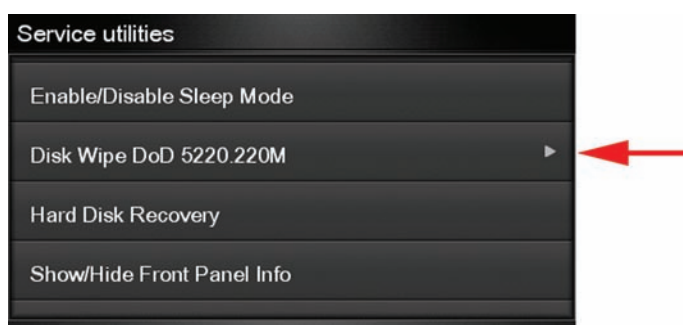 Service utilities
Enable/Disable Sleep Mode
Disk Wipe DoD 5220.220M
Hard Disk Recovery
Show/Hide Front Panel Info